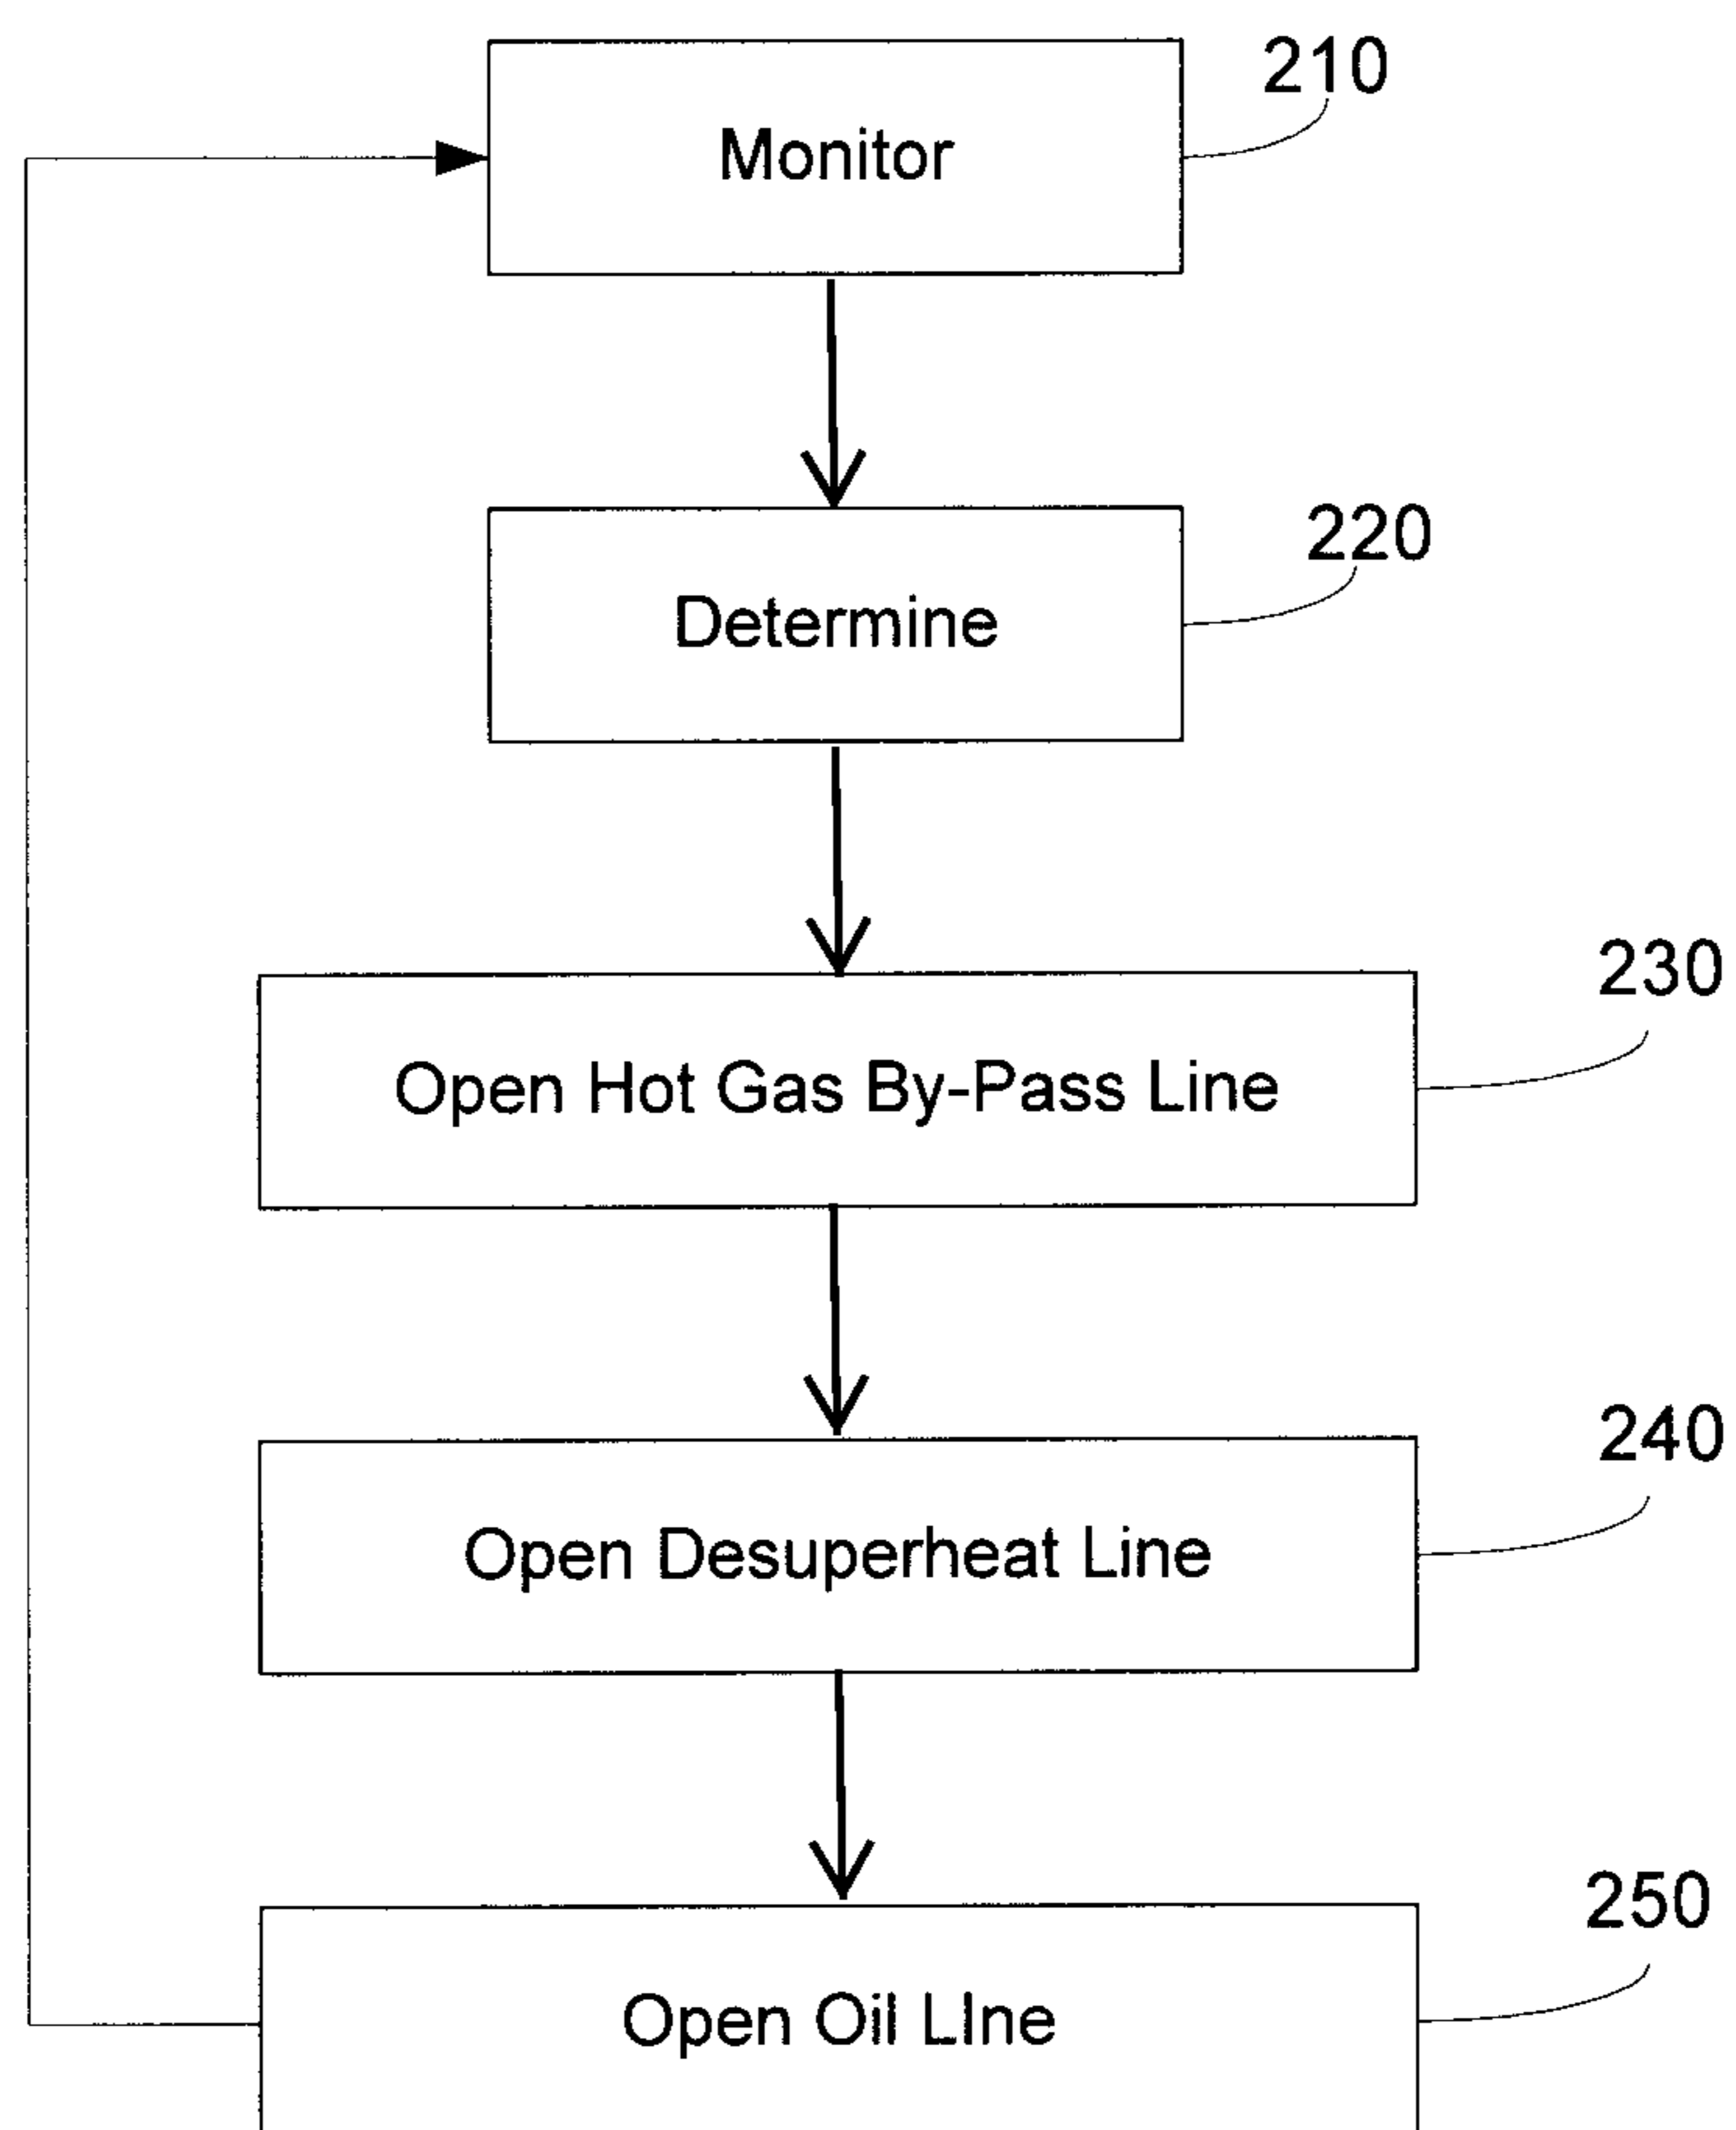 210
Monitor
220
Determine
230
Open Hot Gas By-Pass Line
240
Open Desuperheat Line
250
Open Oil LIne